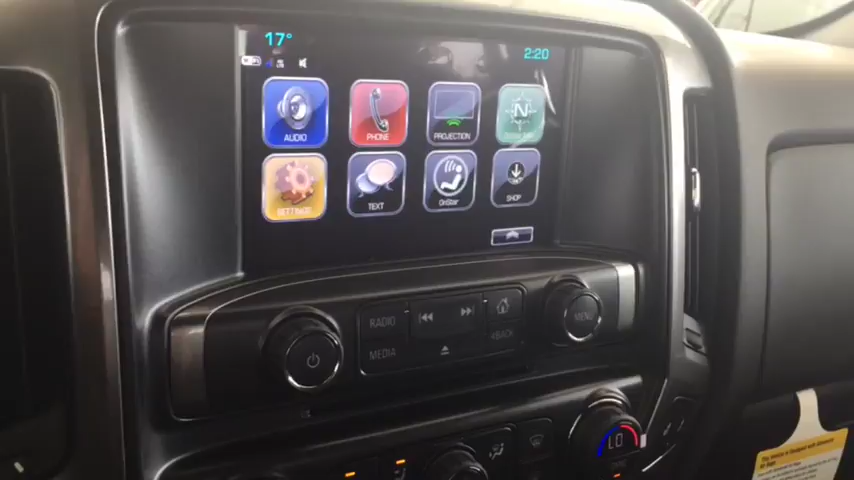 17°
2:20
AUDIO
PHONE
PROJECTION
N
SETTINGS
TEXT
OnStar
SHOP
RADIO
MEDIA
BACK
MENU
LO